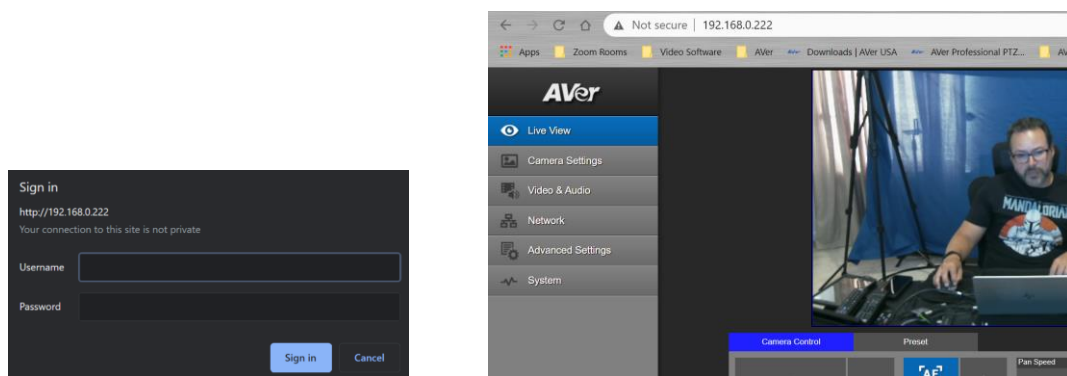 Sign in
http://192.168.0.222
Your connection to this site is not private
Username
Password
Sign in Cancel
Not secure | 192.168.0.222
Apps Zoom Rooms Video Software AVer Downloads | AVer USA AVer Professional PTZ...
AVer
Live View
Camera Settings
Video & Audio
Network
Advanced Settings
System
MANDALORIAN
Camera Control Preset
AF
Pan Speed